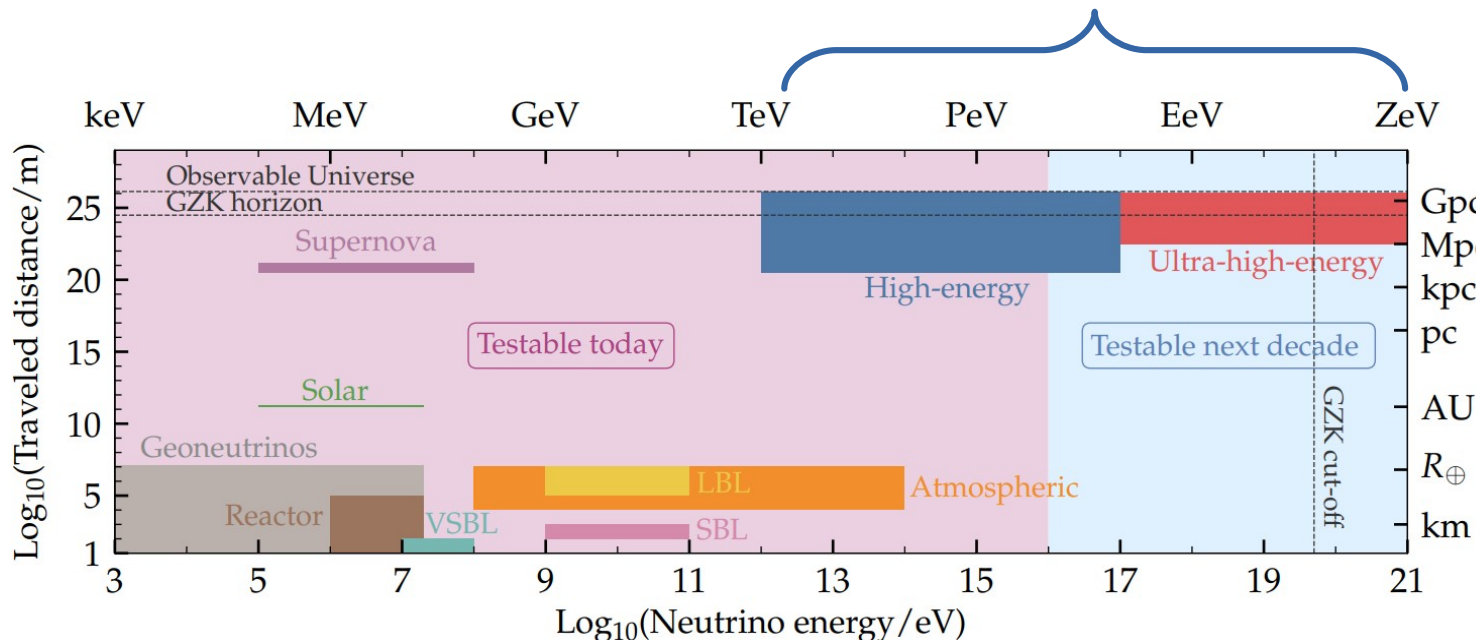 keV MeV GeV TeV PeV EeV ZeV
Observable Universe
GZK horizon
Supernova
High-energy
Ultra-high-energy
Testable today
Testable next decade
Solar
Geoneutrinos
Reactor
VSBL
LBL
SBL
Atmospheric
GZK cut-off
Log10(Traveled distance/m)
25
20
15
10
5
1
Gpc
Mpc
kpc
pc
AU
R⊕
km
3 5 7 9 11 13 15 17 19 21
Log10(Neutrino energy/eV)